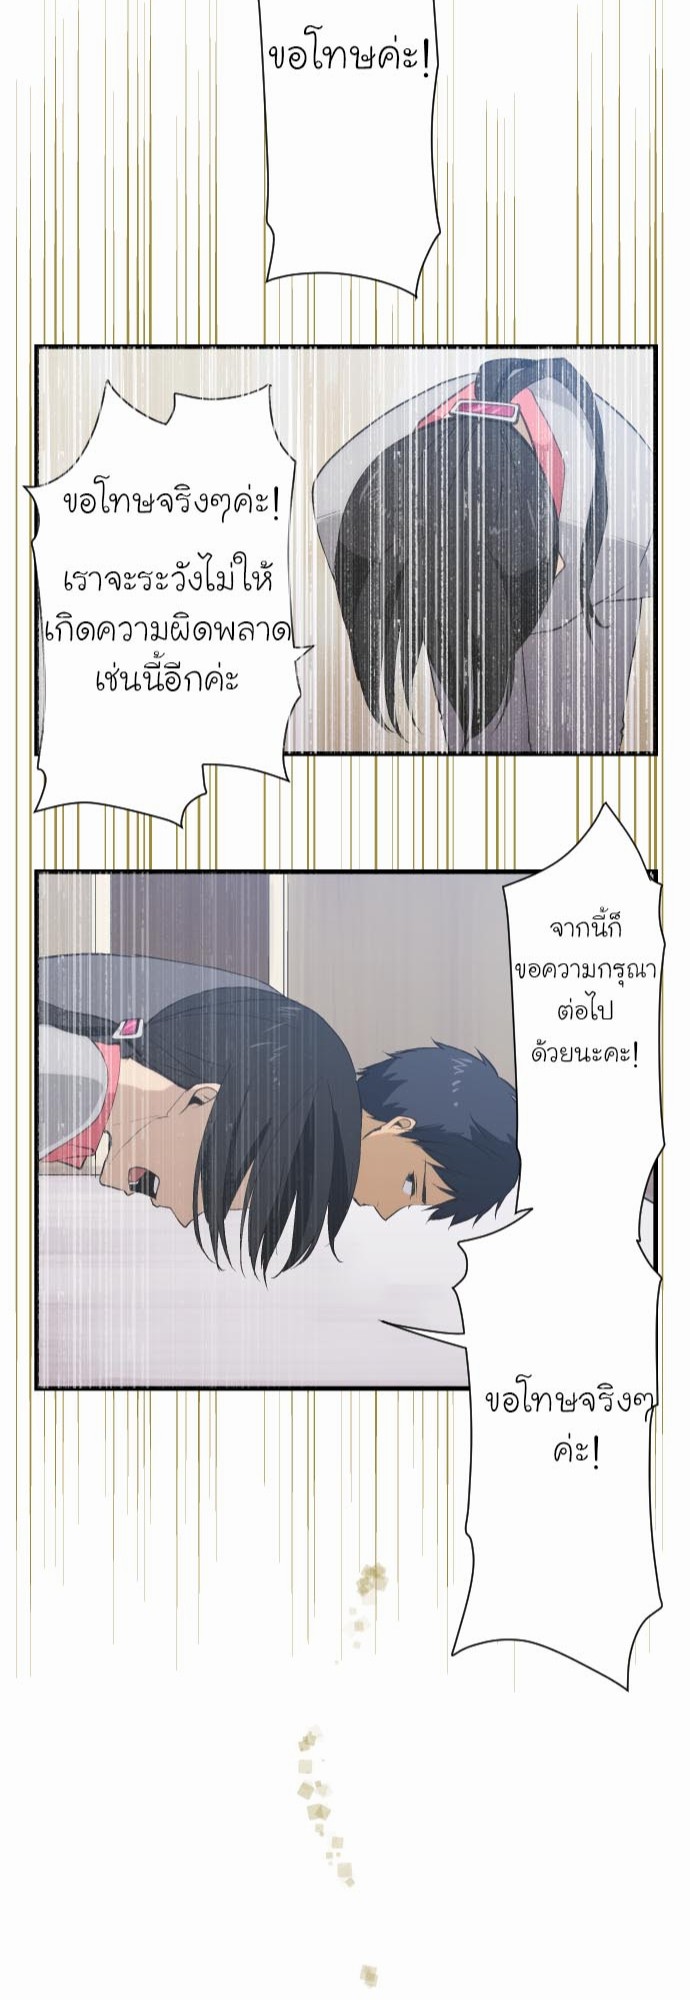 ขอโทษค่ะ!
ขอโทษจริงๆค่ะ!
เราจะระวังไม่ให้
เกิดความผิดพลาด
เช่นนี้อีกค่ะ
จากนี้ก็
ขอความกรุณา
ต่อไป
ด้วยนะคะ!
ขอโทษจริงๆ
ค่ะ!